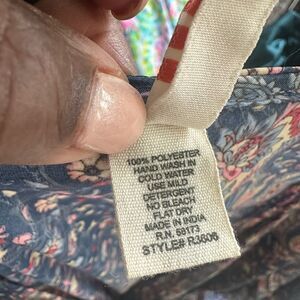 100% POLYESTER
HAND WASH IN
COLD WATER
USE MILD
DETERGENT
NO BLEACH
FLAT DRY
MADE IN INDIA
R.N. 58173
STYLE# R3606